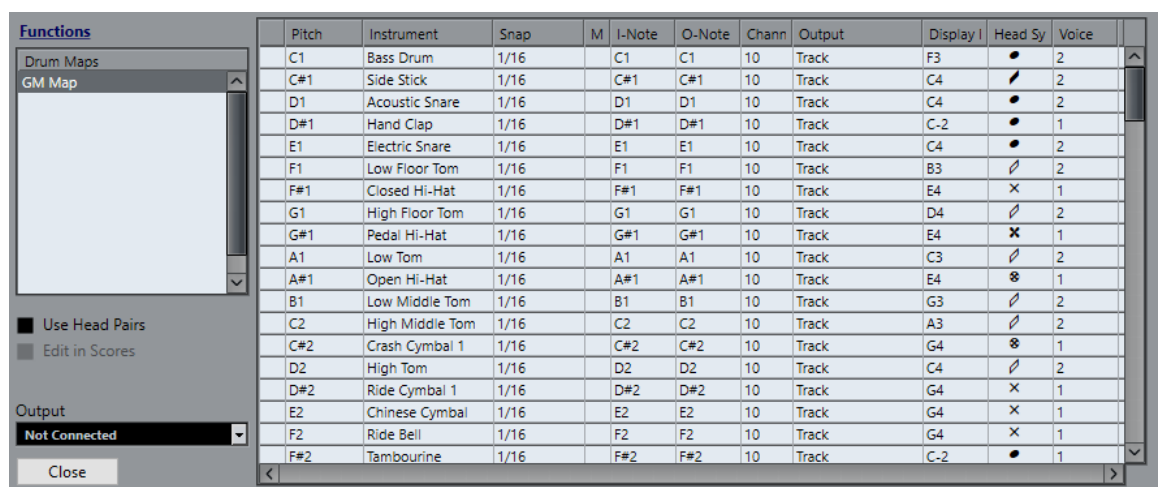 Functions
Drum Maps
GM Map
Use Head Pairs
Edit in Scores
Output
Not Connected
Close
Pitch Instrument Snap M I-Note O-Note Chann Output Display I Head Sy Voice
C1 Bass Drum 1/16 C1 C1 10 Track F3 2
C#1 Side Stick 1/16 C#1 C#1 10 Track C4 2
D1 Acoustic Snare 1/16 D1 D1 10 Track C4 2
D#1 Hand Clap 1/16 D#1 D#1 10 Track C-2 1
E1 Electric Snare 1/16 E1 E1 10 Track C4 2
F1 Low Floor Tom 1/16 F1 F1 10 Track B3 2
F#1 Closed Hi-Hat 1/16 F#1 F#1 10 Track E4 1
G1 High Floor Tom 1/16 G1 G1 10 Track D4 2
G#1 Pedal Hi-Hat 1/16 G#1 G#1 10 Track E4 1
A1 Low Tom 1/16 A1 A1 10 Track C3 2
A#1 Open Hi-Hat 1/16 A#1 A#1 10 Track E4 1
B1 Low Middle Tom 1/16 B1 B1 10 Track G3 2
C2 High Middle Tom 1/16 C2 C2 10 Track A3 2
C#2 Crash Cymbal 1 1/16 C#2 C#2 10 Track G4 1
D2 High Tom 1/16 D2 D2 10 Track C4 2
D#2 Ride Cymbal 1 1/16 D#2 D#2 10 Track G4 1
E2 Chinese Cymbal 1/16 E2 E2 10 Track G4 1
F2 Ride Bell 1/16 F2 F2 10 Track G4 1
F#2 Tambourine 1/16 F#2 F#2 10 Track C-2 1